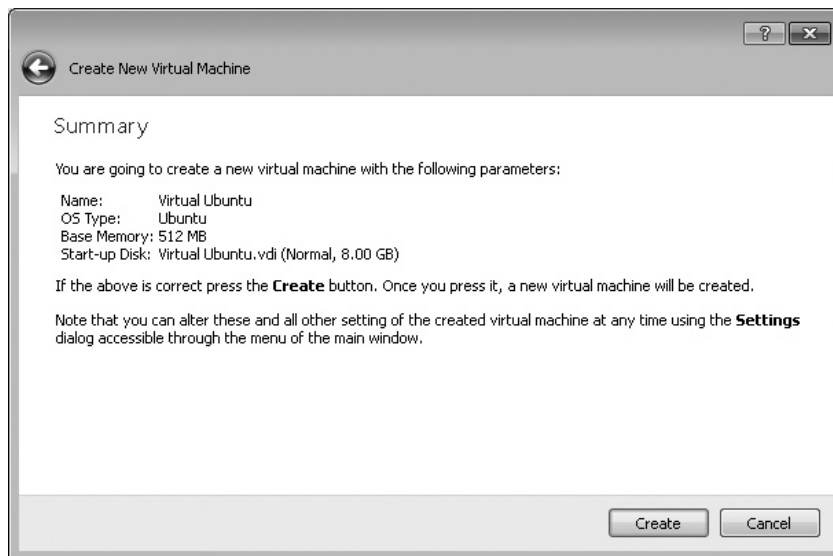 ?
Create New Virtual Machine
Summary
You are going to create a new virtual machine with the following parameters:
Name: Virtual Ubuntu
OS Type: Ubuntu
Base Memory: 512 MB
Start-up Disk: Virtual Ubuntu.vdi (Normal, 8.00 GB)
If the above is correct press the Create button. Once you press it, a new virtual machine will be created.
Note that you can alter these and all other setting of the created virtual machine at any time using the Settings
dialog accessible through the menu of the main window.
Create Cancel